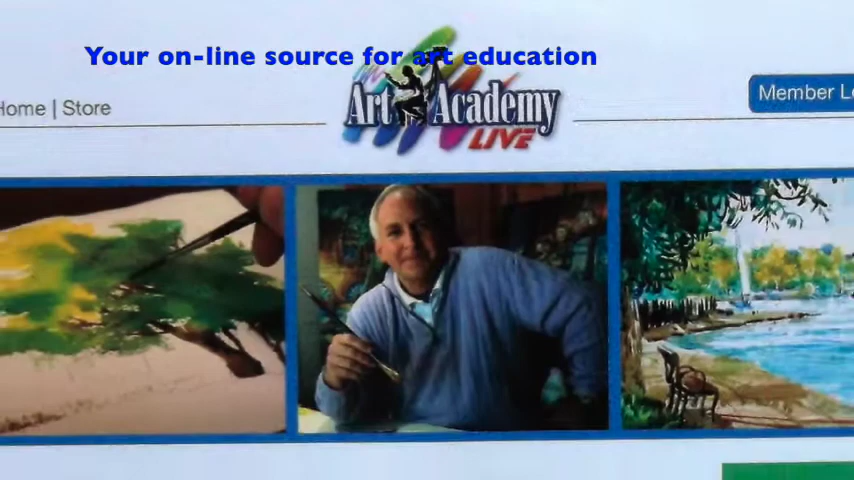 Your on-line source for art education
Home | Store
Art Academy
LIVE
Member